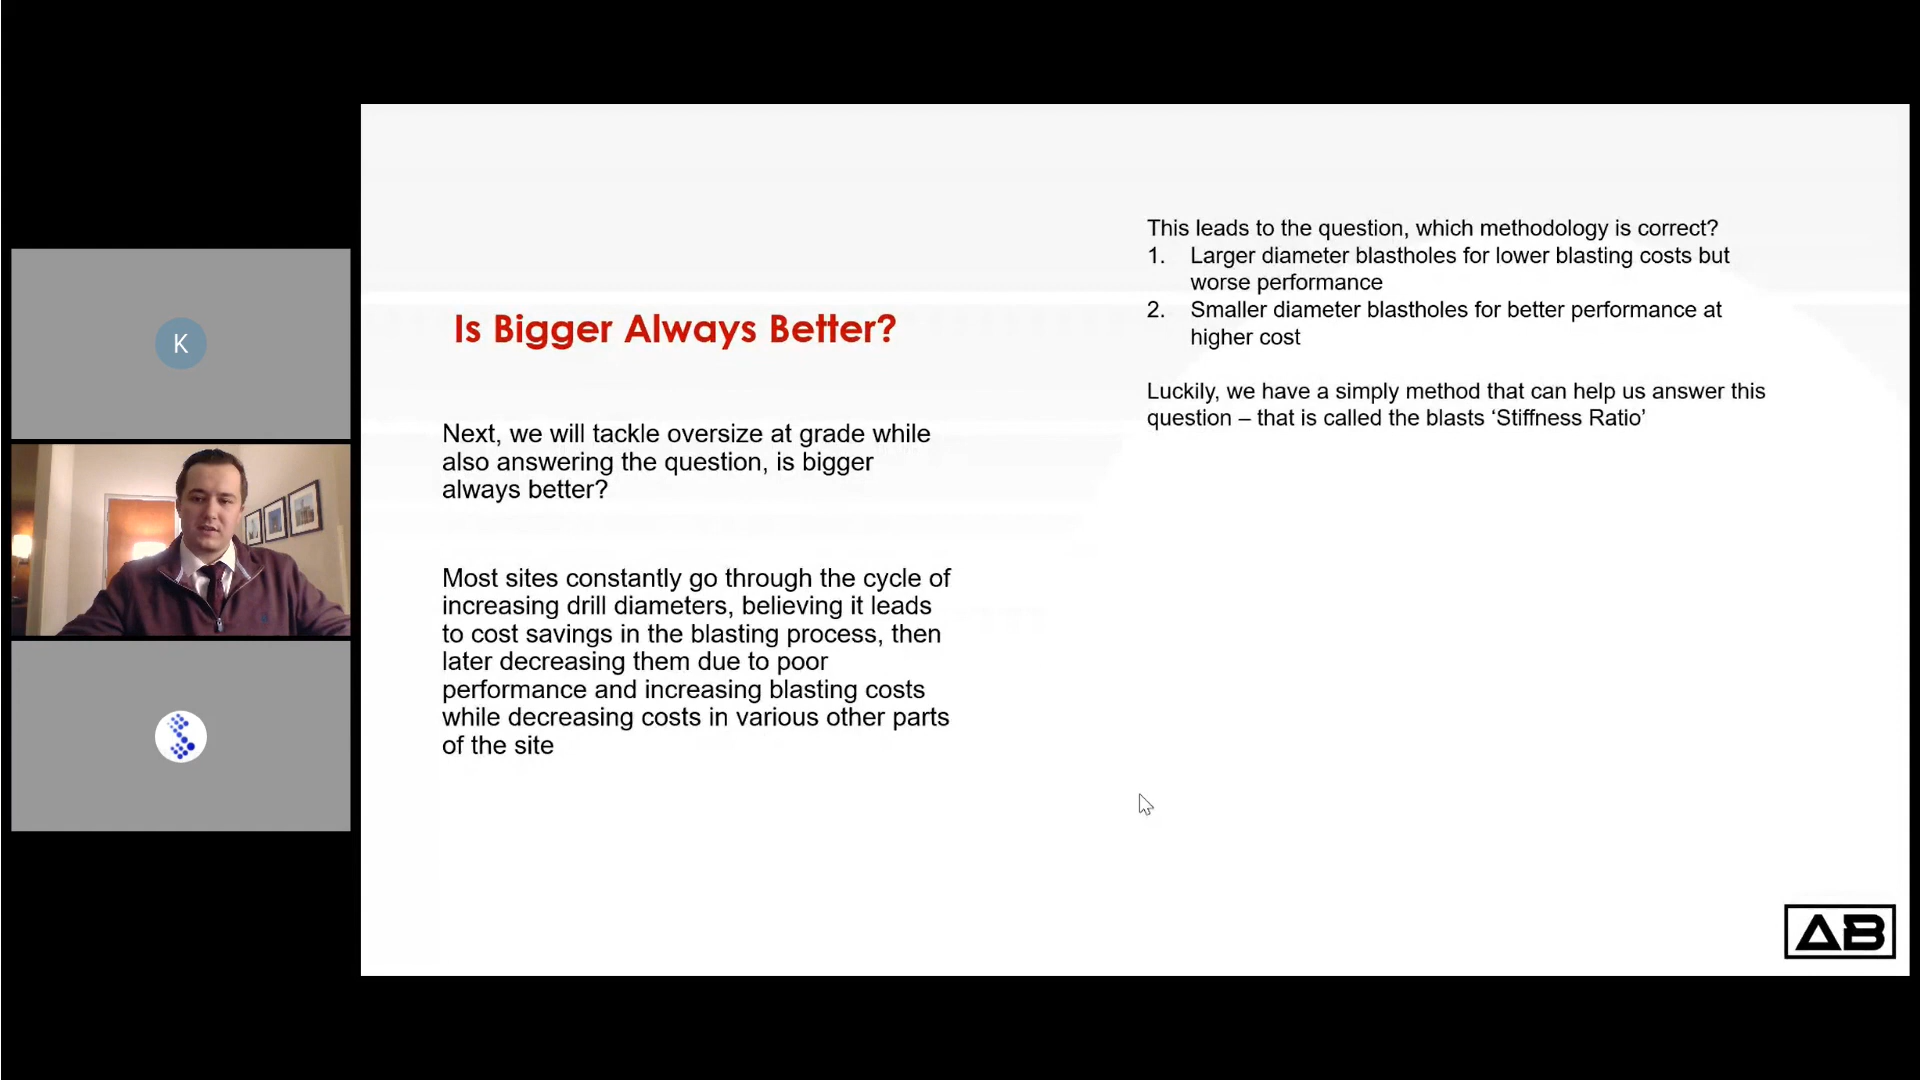 K
Is Bigger Always Better?
Next, we will tackle oversize at grade while
also answering the question, is bigger
always better?
Most sites constantly go through the cycle of
increasing drill diameters, believing it leads
to cost savings in the blasting process, then
later decreasing them due to poor
performance and increasing blasting costs
while decreasing costs in various other parts
of the site
This leads to the question, which methodology is correct?
1. Larger diameter blastholes for lower blasting costs but
worse performance
2. Smaller diameter blastholes for better performance at
higher cost
Luckily, we have a simply method that can help us answer this
question – that is called the blasts ‘Stiffness Ratio’
AB